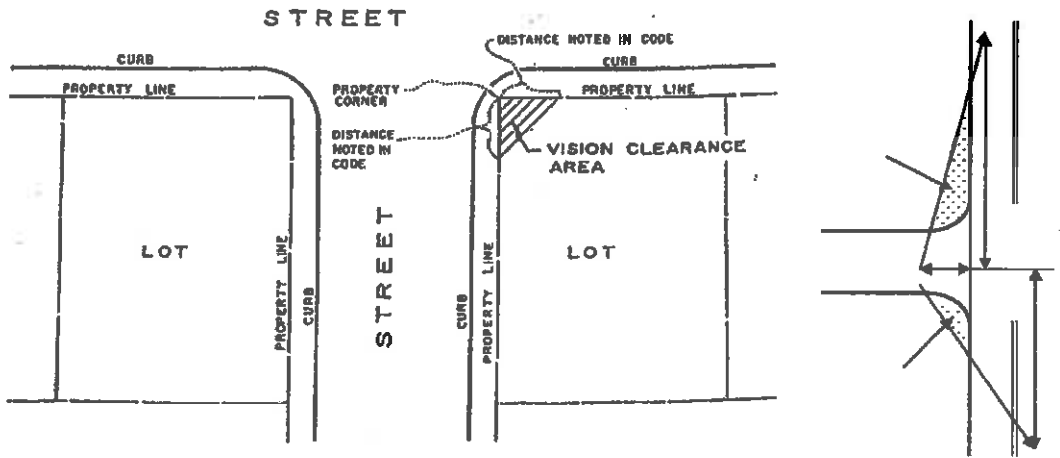 STREET
DISTANCE NOTED IN CODE
CURB
CURB
PROPERTY LINE
PROPERTY
CORNER
PROPERTY LINE
DISTANCE
NOTED IN
CODE
VISION CLEARANCE
AREA
LOT
PROPERTY LINE
CURB
STREET
CURB
PROPERTY LINE
LOT